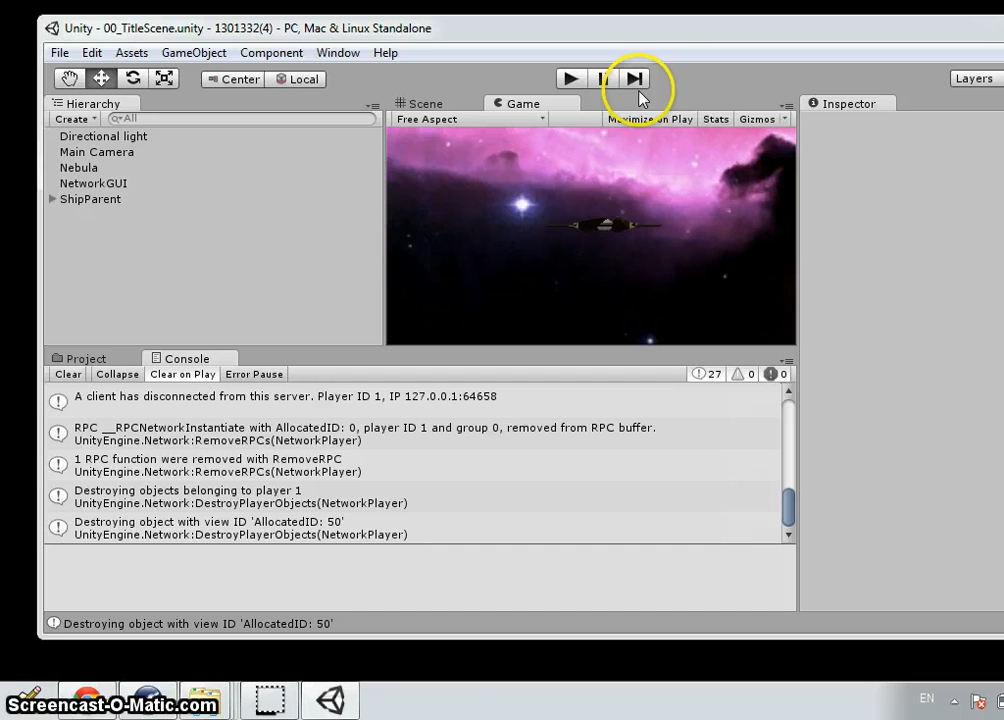 Unity - 00_TitleScene.unity - 1301332(4) - PC, Mac & Linux Standalone
File Edit Assets GameObject Component Window Help
Center Local Layers
Hierarchy Scene Game Inspector
Create All Free Aspect Maximize on Play Stats Gizmos
Directional light
Main Camera
Nebula
NetworkGUI
ShipParent
Project Console
Clear Collapse Clear on Play Error Pause 27 0 0
A client has disconnected from this server. Player ID 1, IP 127.0.0.1:64658
RPC __RPCNetworkInstantiate with AllocatedID: 0, player ID 1 and group 0, removed from RPC buffer.
UnityEngine.Network:RemoveRPCs(NetworkPlayer)
1 RPC function were removed with RemoveRPC
UnityEngine.Network:RemoveRPCs(NetworkPlayer)
Destroying objects belonging to player 1
UnityEngine.Network:DestroyPlayerObjects(NetworkPlayer)
Destroying object with view ID 'AllocatedID: 50'
UnityEngine.Network:DestroyPlayerObjects(NetworkPlayer)
Destroying object with view ID 'AllocatedID: 50'
EN
Screencast-O-Matic.com